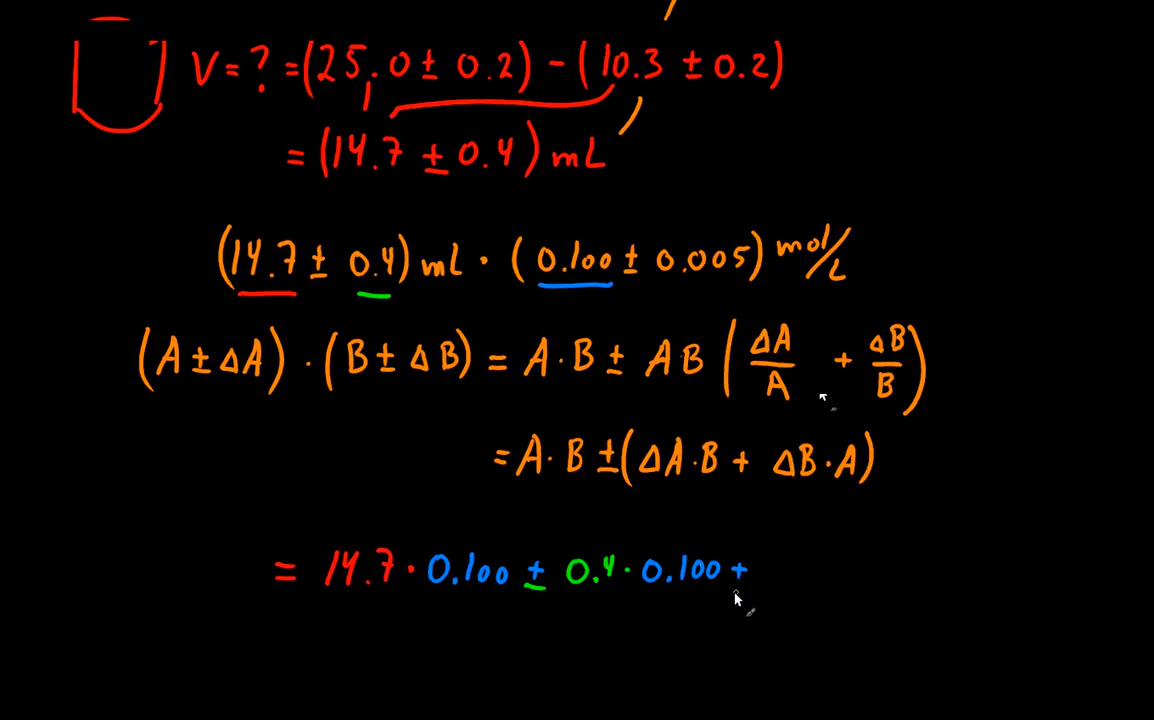 V = ? = (25.0 ± 0.2) - (10.3 ± 0.2)
= (14.7 ± 0.4) mL
(14.7 ± 0.4) mL · (0.100 ± 0.005) mol/L
(A ± ΔA) · (B ± ΔB) = A·B ± AB (ΔA/A + ΔB/B)
= A·B ± (ΔA·B + ΔB·A)
= 14.7 · 0.100 ± 0.4 · 0.100 +